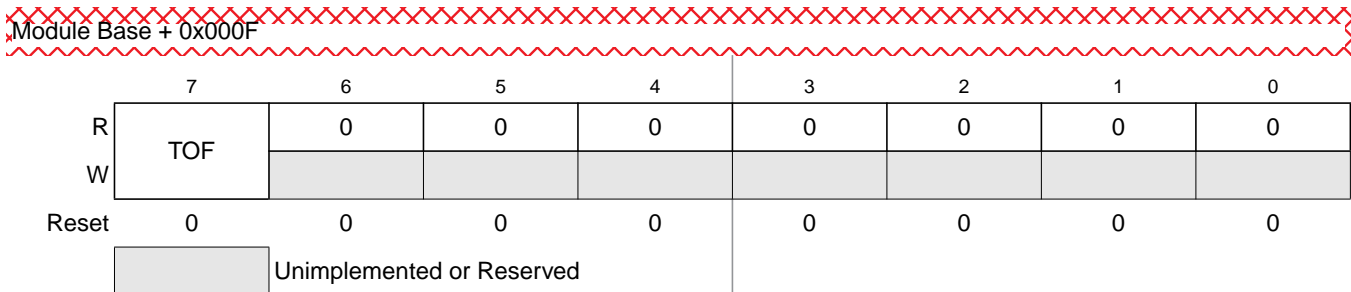 Module Base + 0x000F
7 6 5 4 3 2 1 0
R TOF 0 0 0 0 0 0 0
W
Reset 0 0 0 0 0 0 0 0
Unimplemented or Reserved